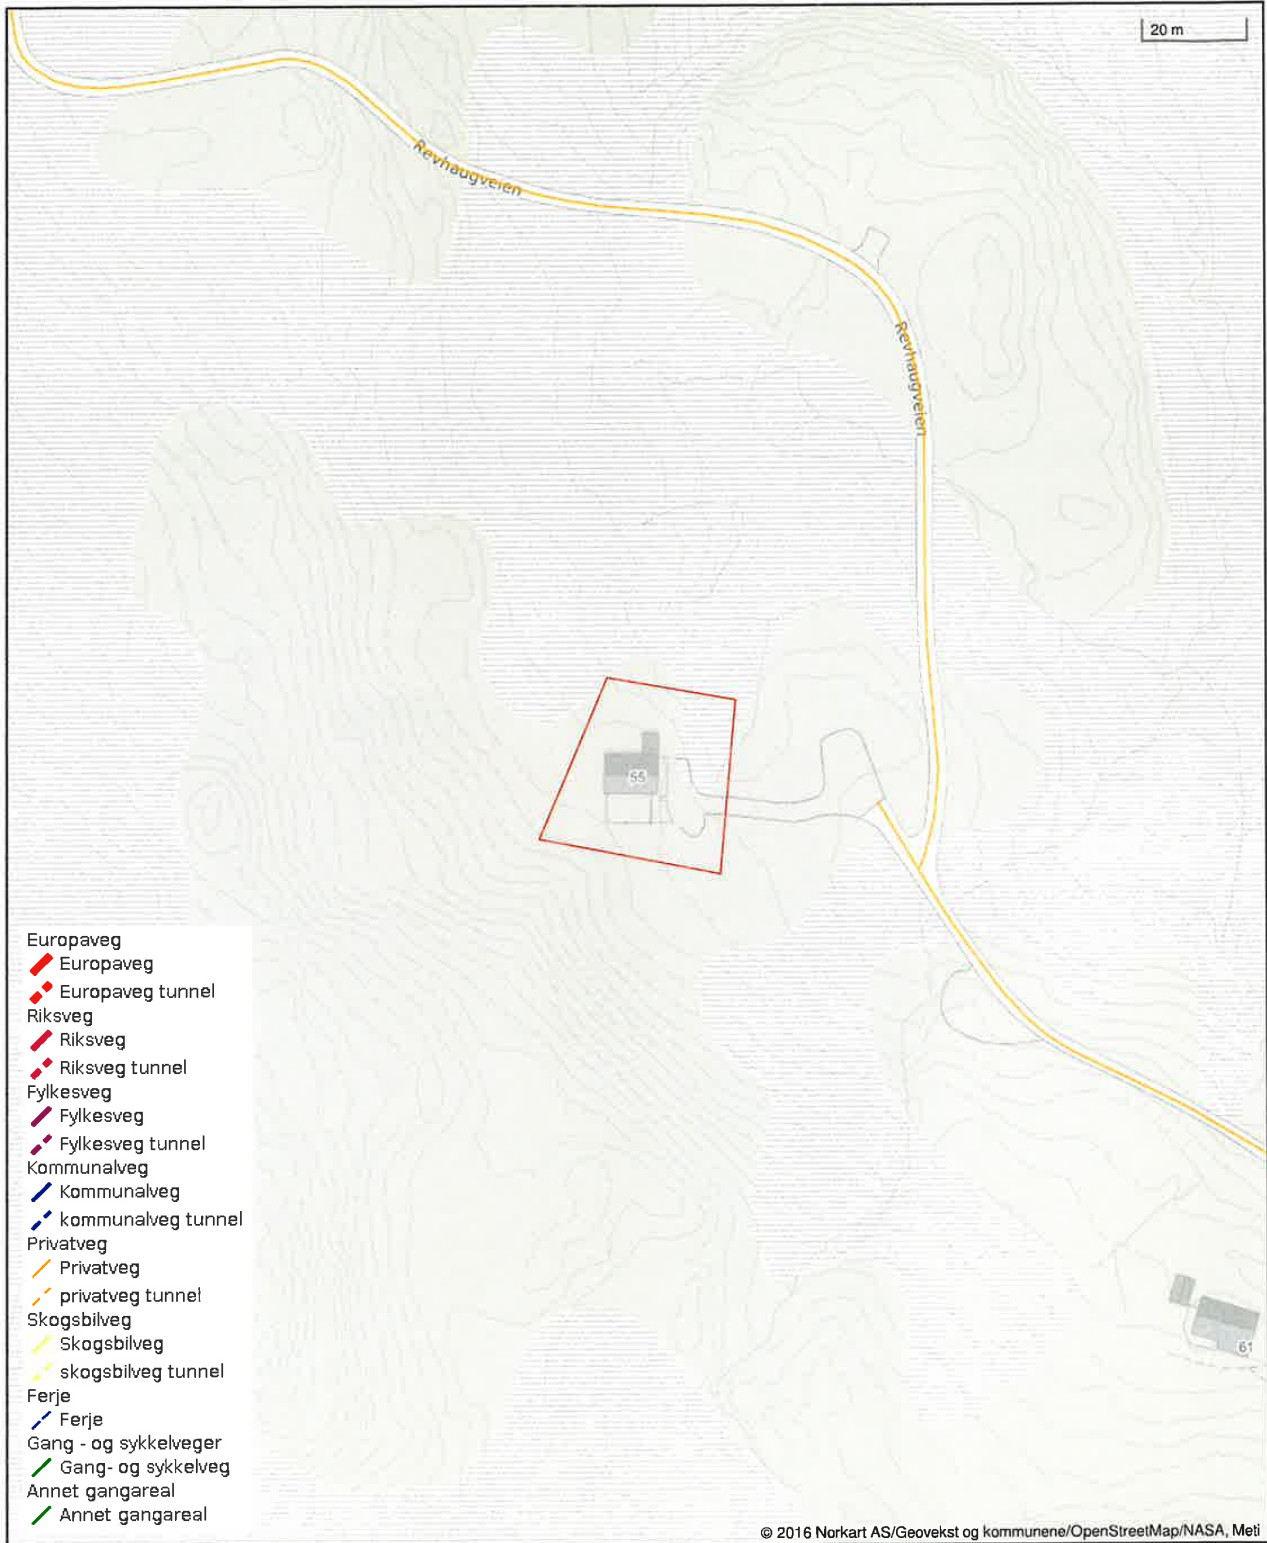 20 m
Revhaugveien
Revhaugveien
55
Europaveg
Europaveg
Europaveg tunnel
Riksveg
Riksveg
Riksveg tunnel
Fylkesveg
Fylkesveg
Fylkesveg tunnel
Kommunalveg
Kommunalveg
kommunalveg tunnel
Privatveg
Privatveg
privatveg tunnel
Skogsbilveg
Skogsbilveg
skogsbilveg tunnel
Ferje
Ferje
Gang - og sykkelveger
Gang- og sykkelveg
Annet gangareal
Annet gangareal
61
© 2016 Norkart AS/Geovekst og kommunene/OpenStreetMap/NASA, Meti